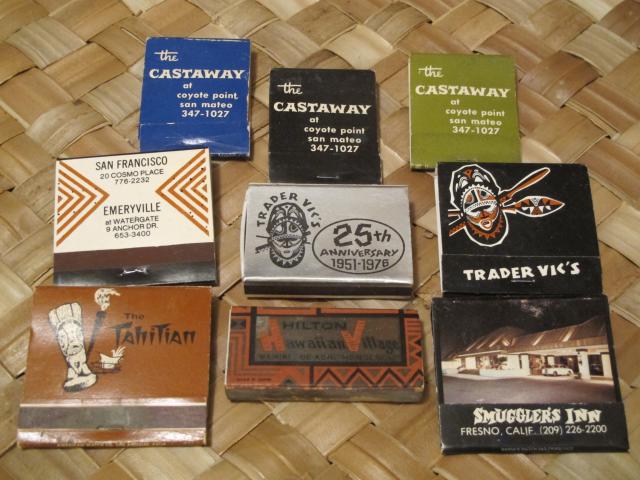 the
CASTAWAY
at
coyote point
san mateo
347-1027
the
CASTAWAY
at
coyote point
san mateo
347-1027
the
CASTAWAY
at
coyote point
san mateo
347-1027
SAN FRANCISCO
20 COSMO PLACE
776-2232
EMERYVILLE
at WATERGATE
9 ANCHOR DR.
653-3400
TRADER VIC'S
25th
ANNIVERSARY
1951-1976
TRADER VIC'S
The
TAHITIAN
HILTON
Hawaiian Village
SMUGGLER'S INN
FRESNO, CALIF. (209) 226-2200